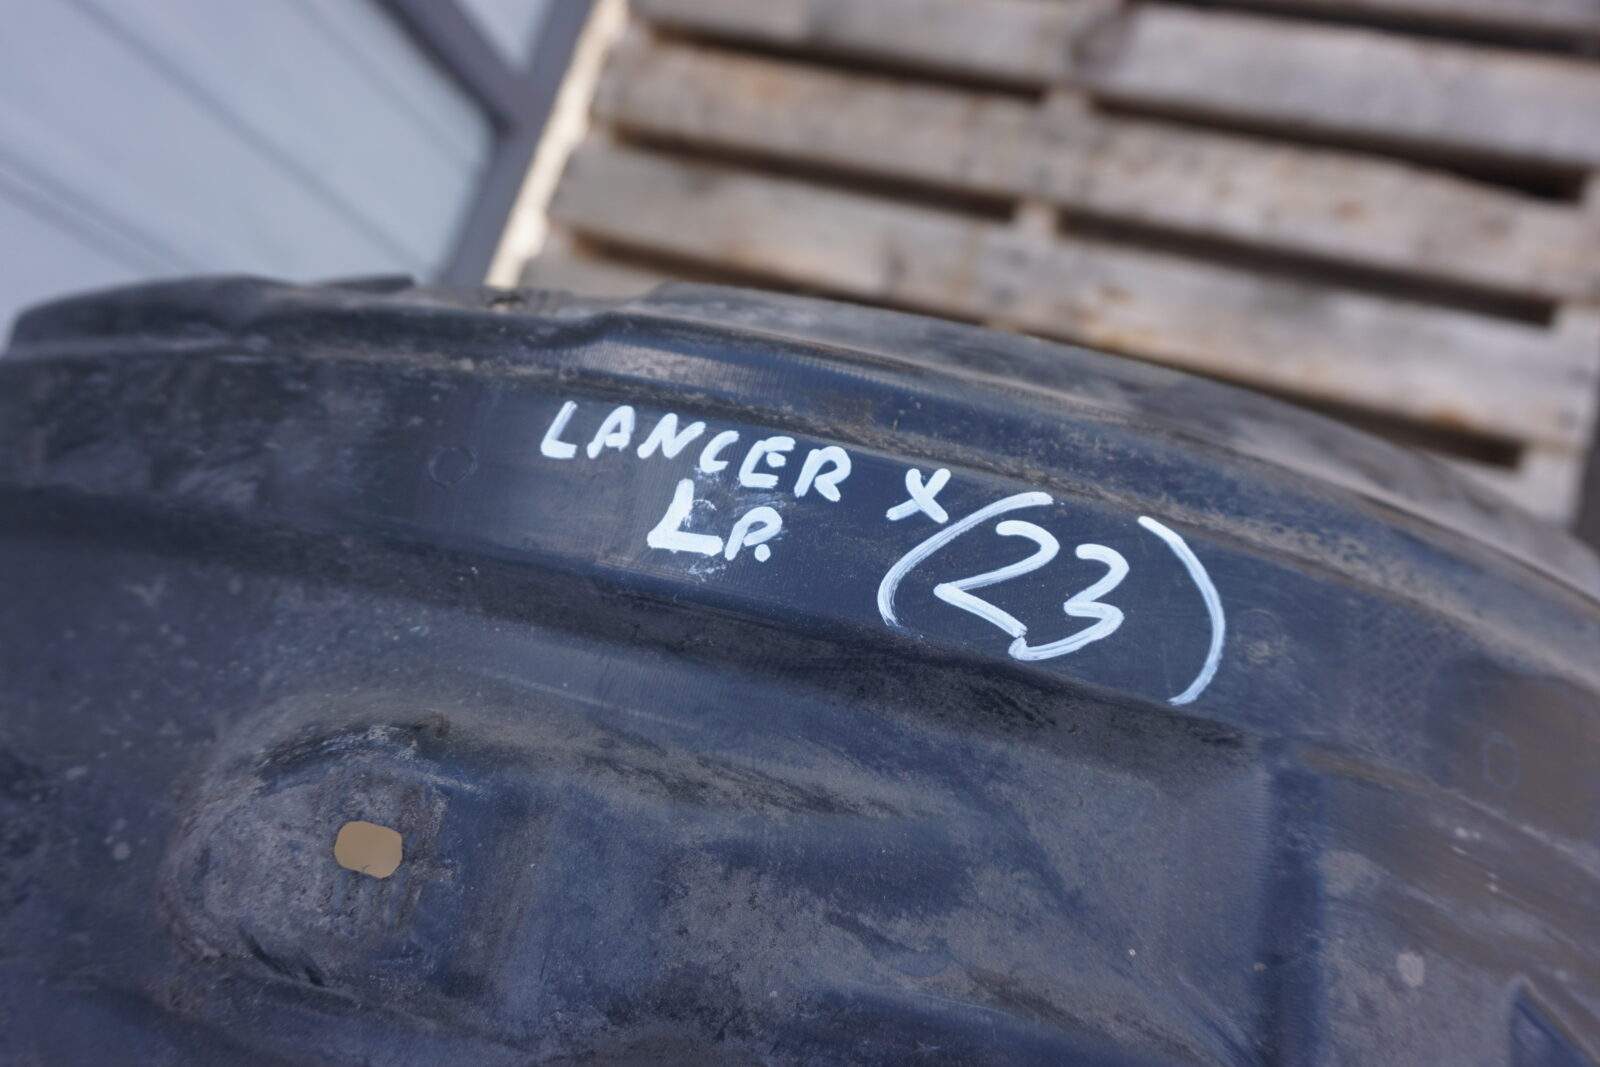 LANCER X (23)
LP.